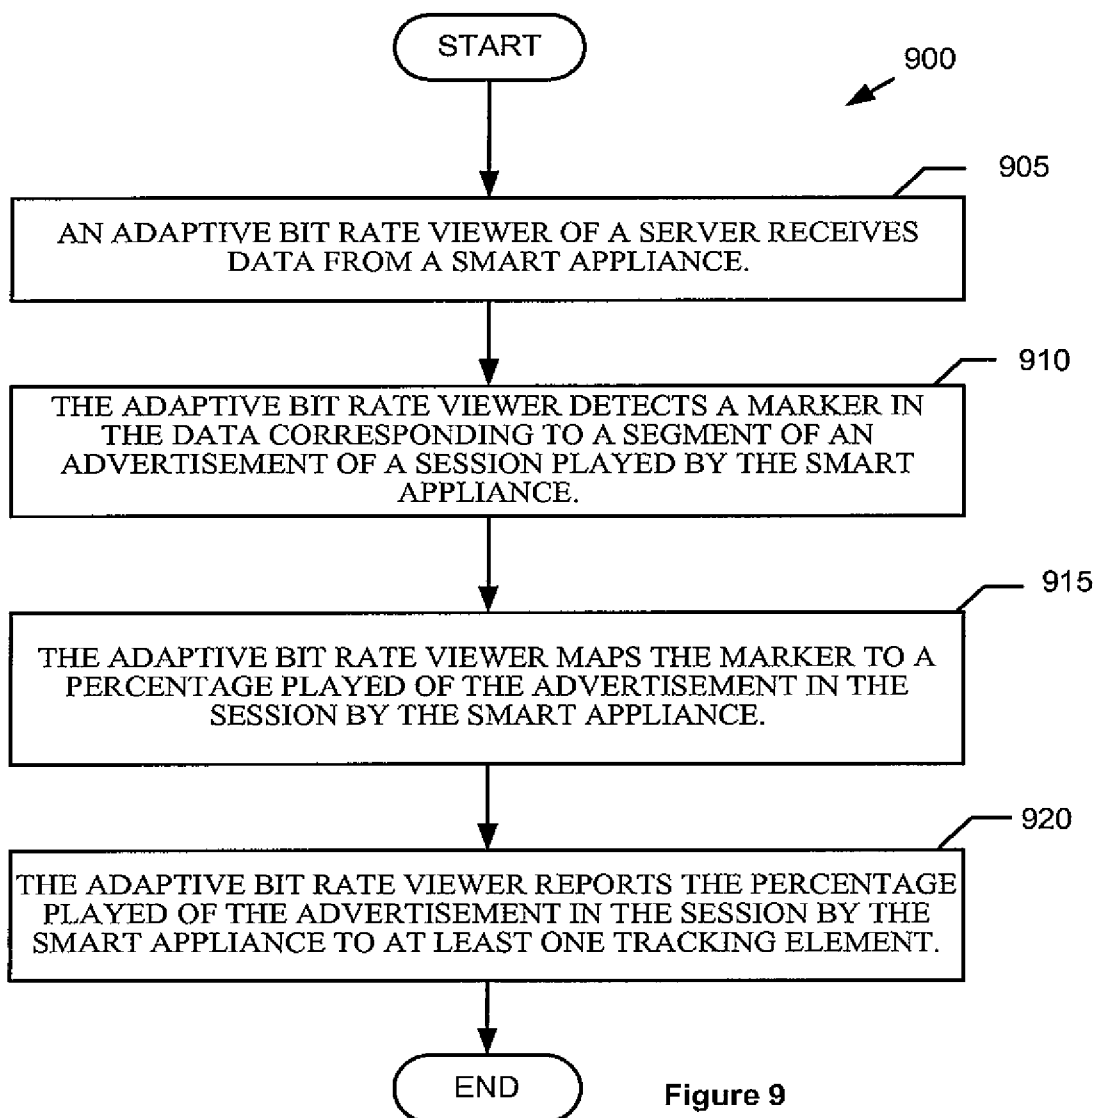 START
900
905
AN ADAPTIVE BIT RATE VIEWER OF A SERVER RECEIVES
DATA FROM A SMART APPLIANCE.
910
THE ADAPTIVE BIT RATE VIEWER DETECTS A MARKER IN
THE DATA CORRESPONDING TO A SEGMENT OF AN
ADVERTISEMENT OF A SESSION PLAYED BY THE SMART
APPLIANCE.
915
THE ADAPTIVE BIT RATE VIEWER MAPS THE MARKER TO A
PERCENTAGE PLAYED OF THE ADVERTISEMENT IN THE
SESSION BY THE SMART APPLIANCE.
920
THE ADAPTIVE BIT RATE VIEWER REPORTS THE PERCENTAGE
PLAYED OF THE ADVERTISEMENT IN THE SESSION BY THE
SMART APPLIANCE TO AT LEAST ONE TRACKING ELEMENT.
END
Figure 9